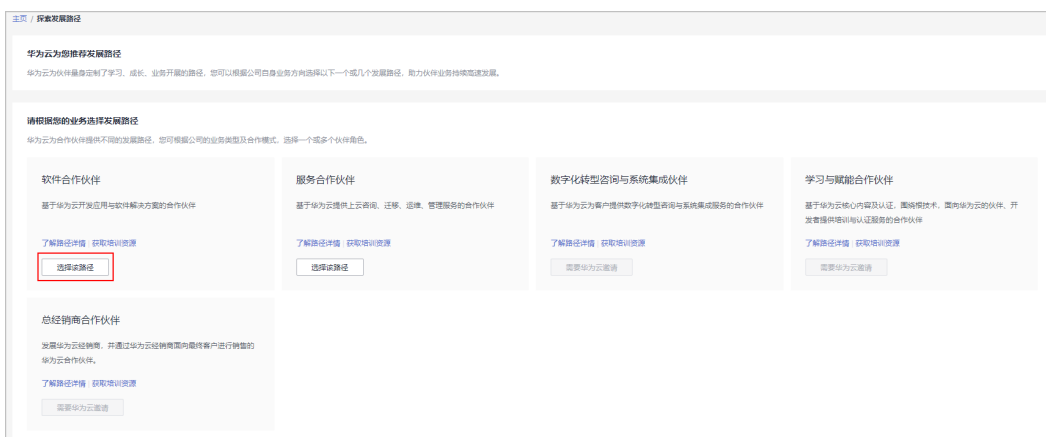 主页 / 探索发展路径
华为云为您推荐发展路径
华为云为伙伴量身定制了学习、成长、业务开展的路径，您可以根据公司自身业务方向选择以下一个或几个发展路径，助力伙伴业务持续高速发展。
请根据您的业务选择发展路径
华为云为合作伙伴提供不同的发展路径，您可根据公司的业务类型及合作模式，选择一个或多个伙伴角色。
软件合作伙伴
基于华为云开发应用与软件解决方案的合作伙伴
了解路径详情 | 获取培训资源
选择该路径
服务合作伙伴
基于华为云提供上云咨询、迁移、运维、管理服务的合作伙伴
了解路径详情 | 获取培训资源
选择该路径
数字化转型咨询与系统集成伙伴
基于华为云为客户提供数字化转型咨询与系统集成服务的合作伙伴
了解路径详情 | 获取培训资源
需要华为云邀请
学习与赋能合作伙伴
基于华为云核心内容及认证，围绕根技术，面向华为云的伙伴、开
发者提供培训与认证服务的合作伙伴
了解路径详情 | 获取培训资源
需要华为云邀请
总经销商合作伙伴
发展华为云经销商，并通过华为云经销商面向最终客户进行销售的
华为云合作伙伴。
了解路径详情 | 获取培训资源
需要华为云邀请